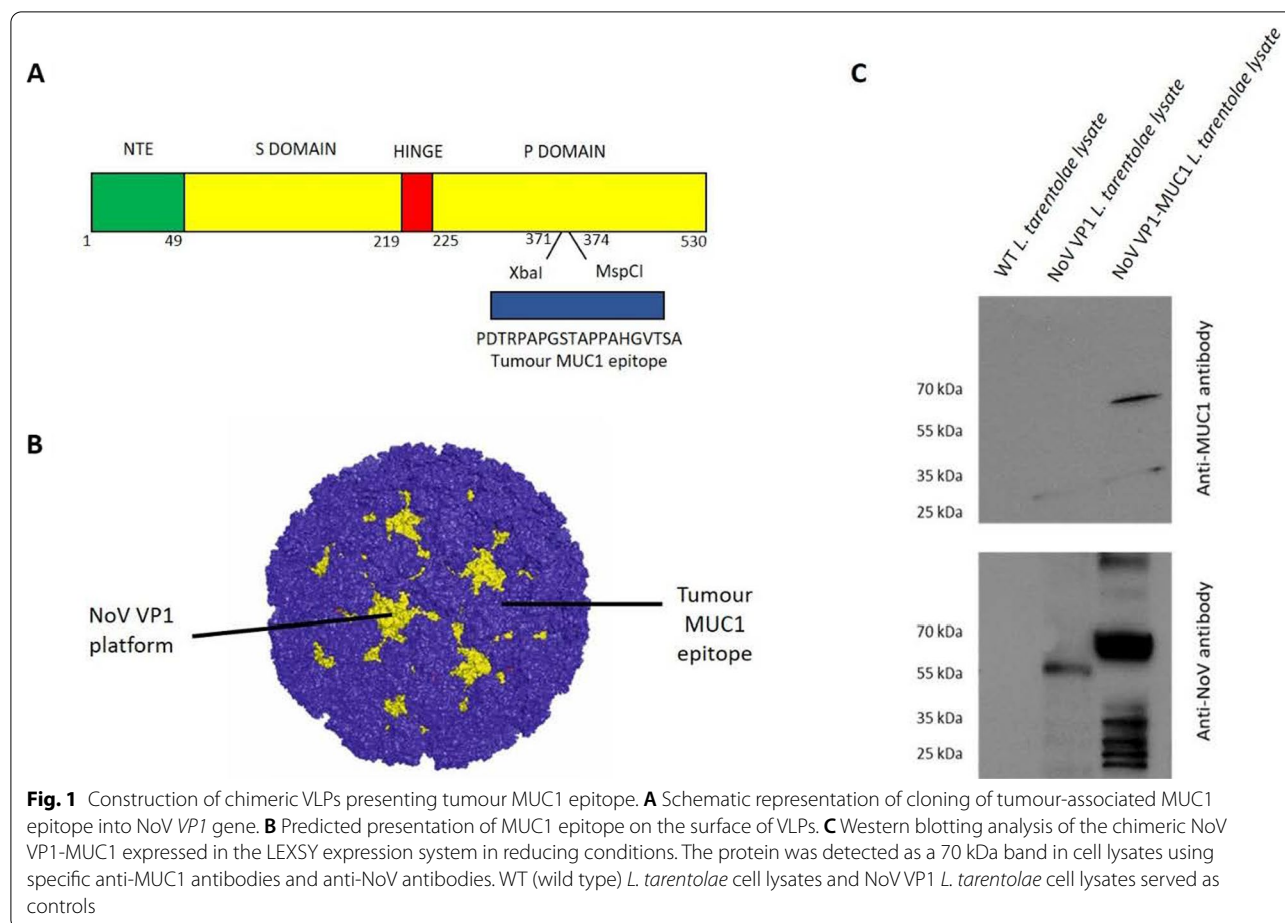 A
NTE
S DOMAIN
HINGE
P DOMAIN
1
49
219
225
371
374
530
XbaI
MspCI
PDTRPAPGSTAPPAHGVTSA
Tumour MUC1 epitope
B
NoV VP1
platform
Tumour
MUC1
epitope
C
WT L. tarentolae lysate
NoV VP1 L. tarentolae lysate
NoV VP1-MUC1 L. tarentolae lysate
70 kDa
55 kDa
35 kDa
25 kDa
Anti-MUC1 antibody
70 kDa
55 kDa
35 kDa
25 kDa
Anti-NoV antibody
Fig. 1 Construction of chimeric VLPs presenting tumour MUC1 epitope. A Schematic representation of cloning of tumour-associated MUC1
epitope into NoV VP1 gene. B Predicted presentation of MUC1 epitope on the surface of VLPs. C Western blotting analysis of the chimeric NoV
VP1-MUC1 expressed in the LEXSY expression system in reducing conditions. The protein was detected as a 70 kDa band in cell lysates using
specific anti-MUC1 antibodies and anti-NoV antibodies. WT (wild type) L. tarentolae cell lysates and NoV VP1 L. tarentolae cell lysates served as
controls